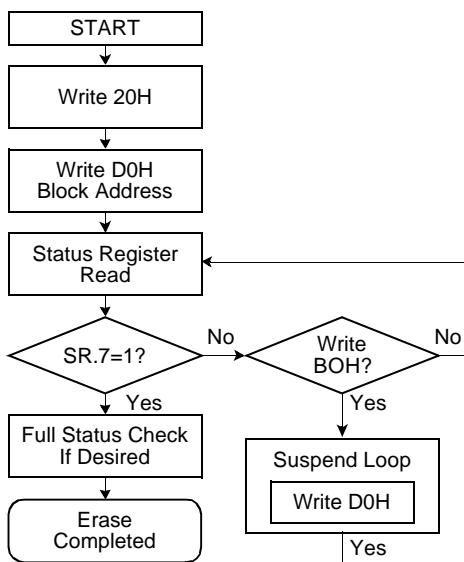 START
Write 20H
Write D0H
Block Address
Status Register
Read
SR.7=1?
No
Write
BOH?
No
Yes
Yes
Full Status Check
If Desired
Suspend Loop
Write D0H
Erase
Completed
Yes